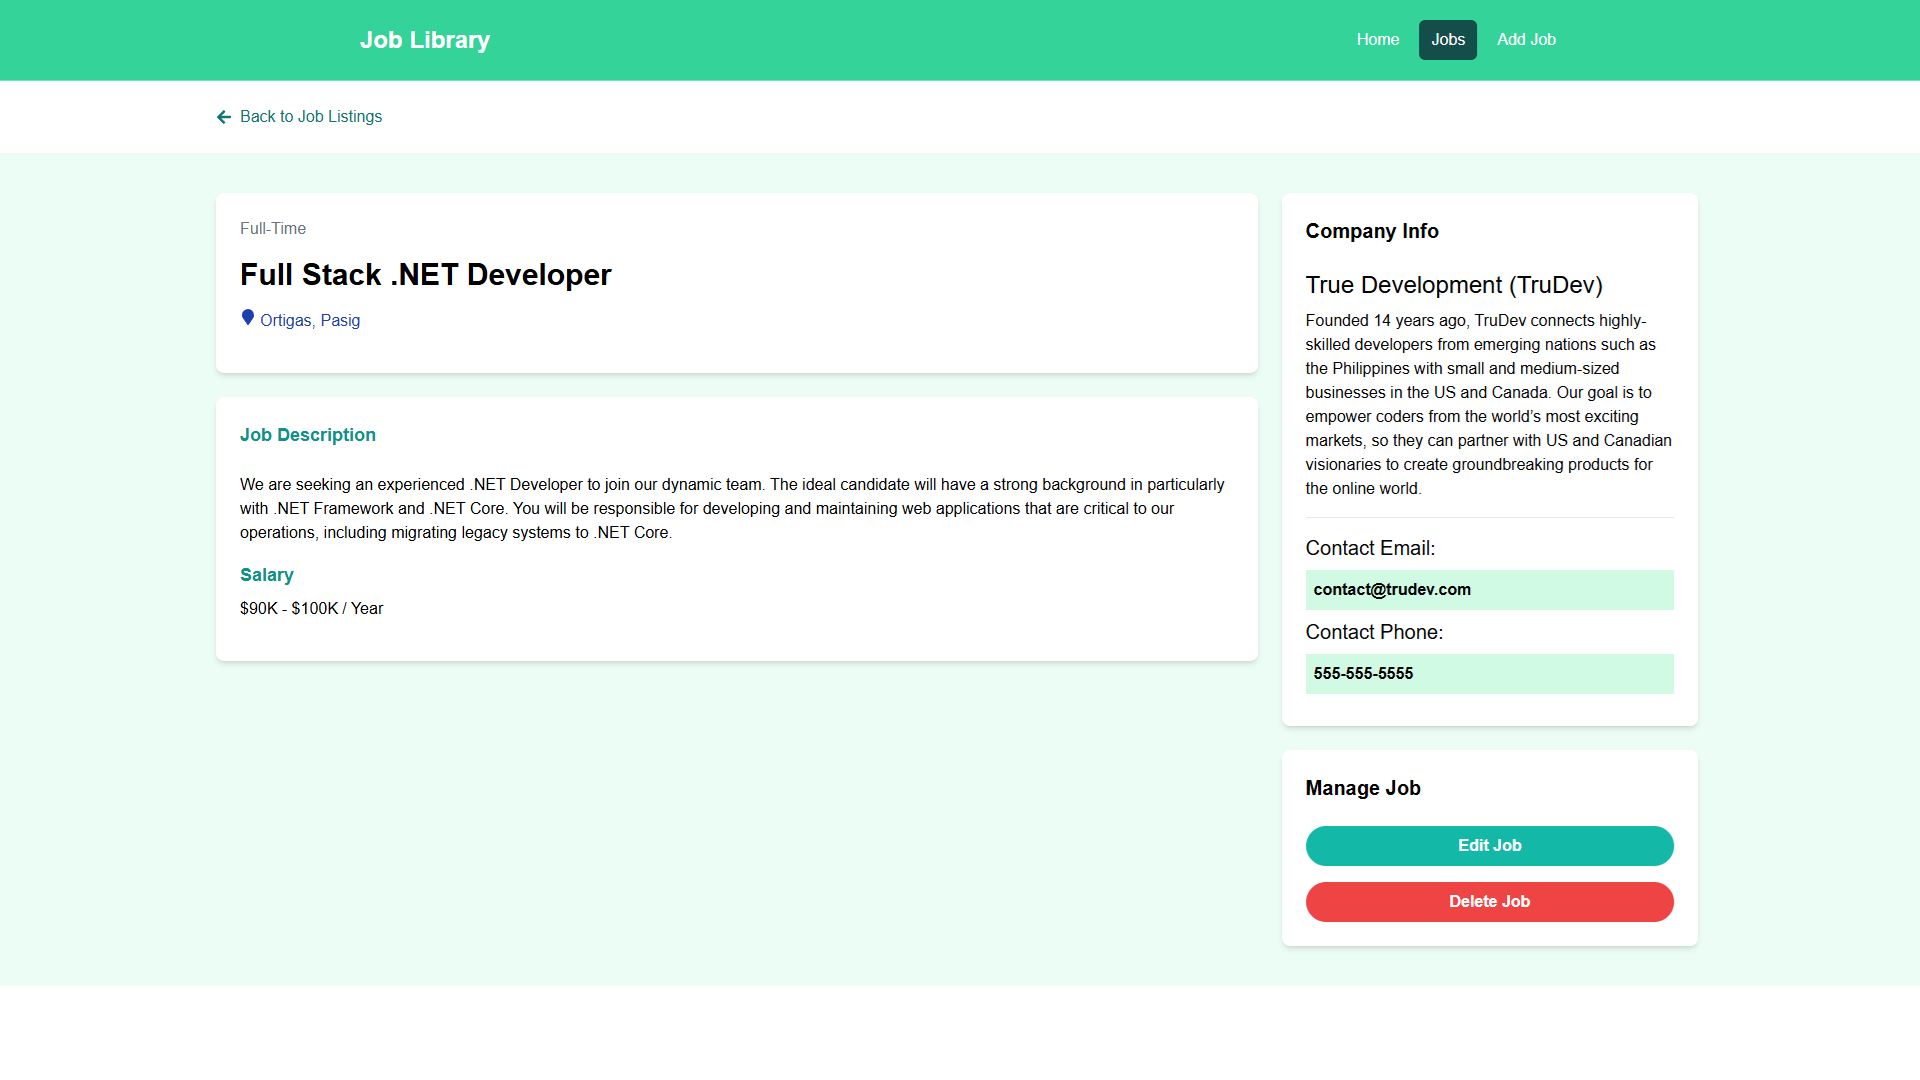 Job Library
Home
Jobs
Add Job
Back to Job Listings
Full-Time
Full Stack .NET Developer
Ortigas, Pasig
Job Description
We are seeking an experienced .NET Developer to join our dynamic team. The ideal candidate will have a strong background in particularly
with .NET Framework and .NET Core. You will be responsible for developing and maintaining web applications that are critical to our
operations, including migrating legacy systems to .NET Core.
Salary
$90K - $100K / Year
Company Info
True Development (TruDev)
Founded 14 years ago, TruDev connects highly-
skilled developers from emerging nations such as
the Philippines with small and medium-sized
businesses in the US and Canada. Our goal is to
empower coders from the world’s most exciting
markets, so they can partner with US and Canadian
visionaries to create groundbreaking products for
the online world.
Contact Email:
contact@trudev.com
Contact Phone:
555-555-5555
Manage Job
Edit Job
Delete Job